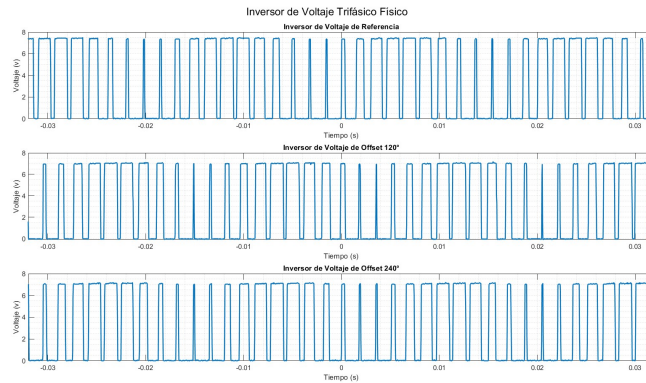 Inversor de Voltaje Trifásico Fisico
Inversor de Voltaje de Referencia
8
6
4
2
0
Voltaje (v)
-0.03 -0.02 -0.01 0 0.01 0.02 0.03
Tiempo (s)
Inversor de Voltaje de Offset 120°
8
6
4
2
0
Voltaje (v)
-0.03 -0.02 -0.01 0 0.01 0.02 0.03
Tiempo (s)
Inversor de Voltaje de Offset 240°
8
6
4
2
0
Voltaje (v)
-0.03 -0.02 -0.01 0 0.01 0.02 0.03
Tiempo (s)